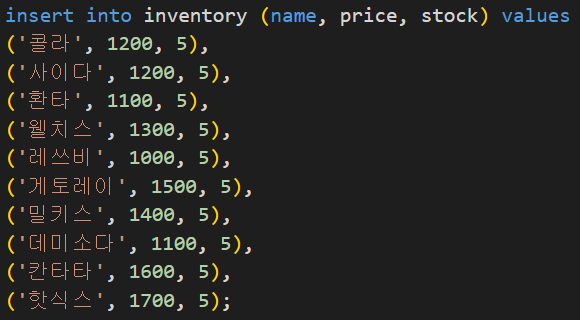 insert into inventory (name, price, stock) values
('콜라', 1200, 5),
('사이다', 1200, 5),
('환타', 1100, 5),
('웰치스', 1300, 5),
('레쓰비', 1000, 5),
('게토레이', 1500, 5),
('밀키스', 1400, 5),
('데미소다', 1100, 5),
('칸타타', 1600, 5),
('핫식스', 1700, 5);